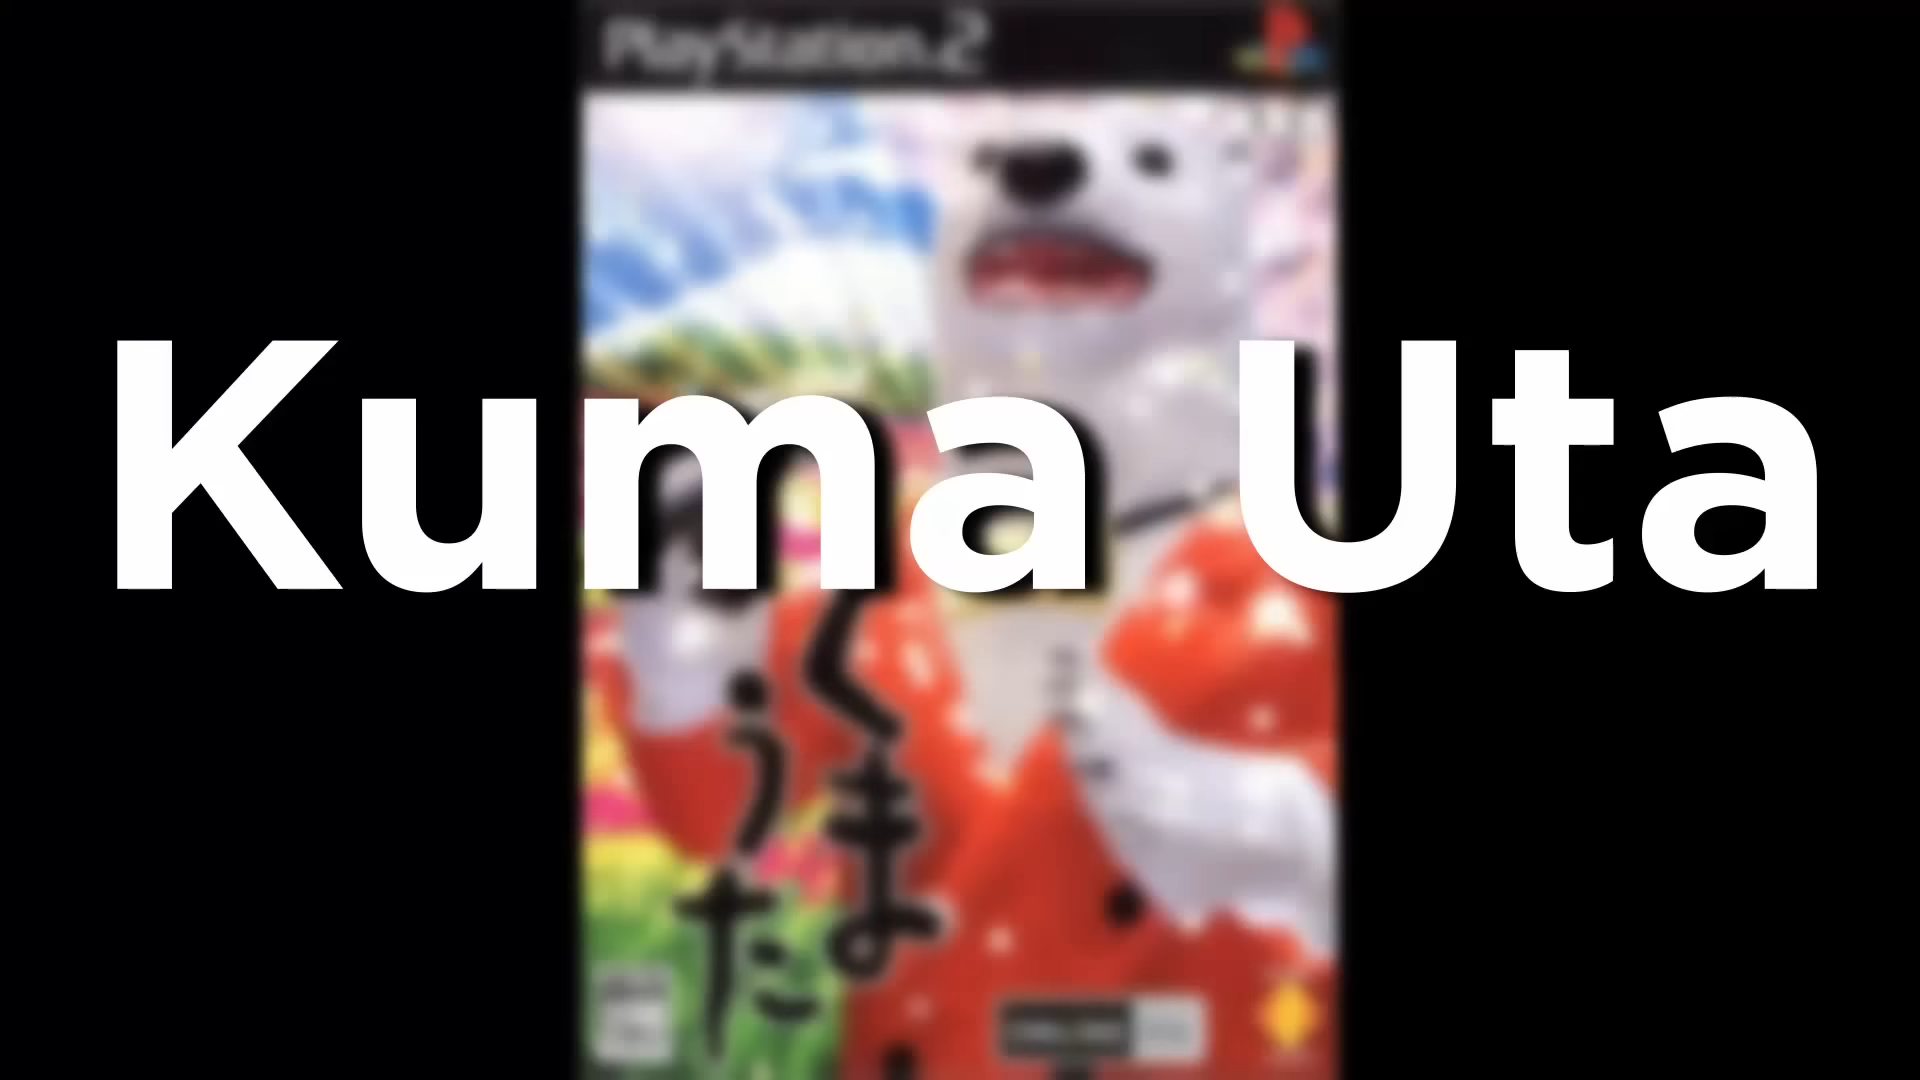 PlayStation.2
Kuma Uta
くま
うた